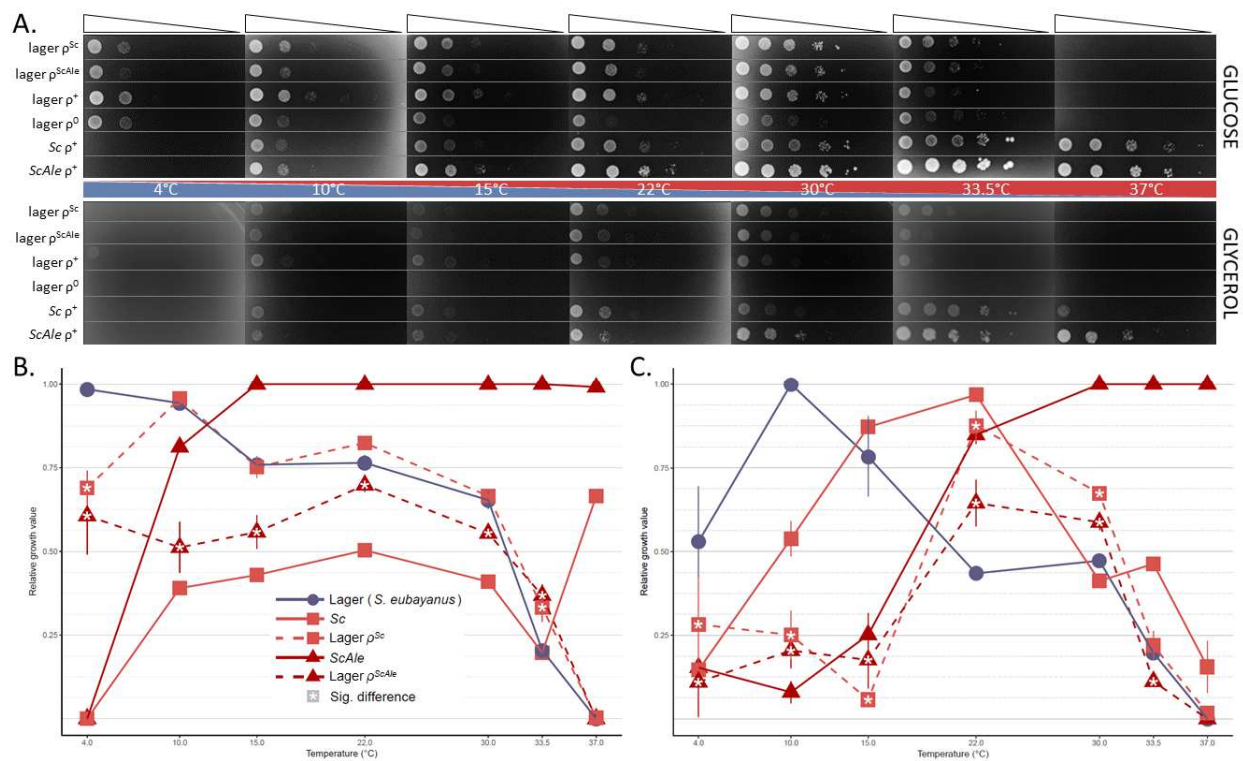 A.
lager ρSc
lager ρScAle
lager ρ+
lager ρ0
Sc ρ+
ScAle ρ+
GLUCOSE
4°C 10°C 15°C 22°C 30°C 33.5°C 37°C
lager ρSc
lager ρScAle
lager ρ+
lager ρ0
Sc ρ+
ScAle ρ+
GLYCEROL
B.
1.00
0.75
0.50
0.25
Relative growth value
Lager (S. eubayanus)
Sc
Lager ρSc
ScAle
Lager ρScAle
Sig. difference
4.0 10.0 15.0 22.0 30.0 33.5 37.0
Temperature (°C)
C.
1.00
0.75
0.50
0.25
Relative growth value
4.0 10.0 15.0 22.0 30.0 33.5 37.0
Temperature (°C)